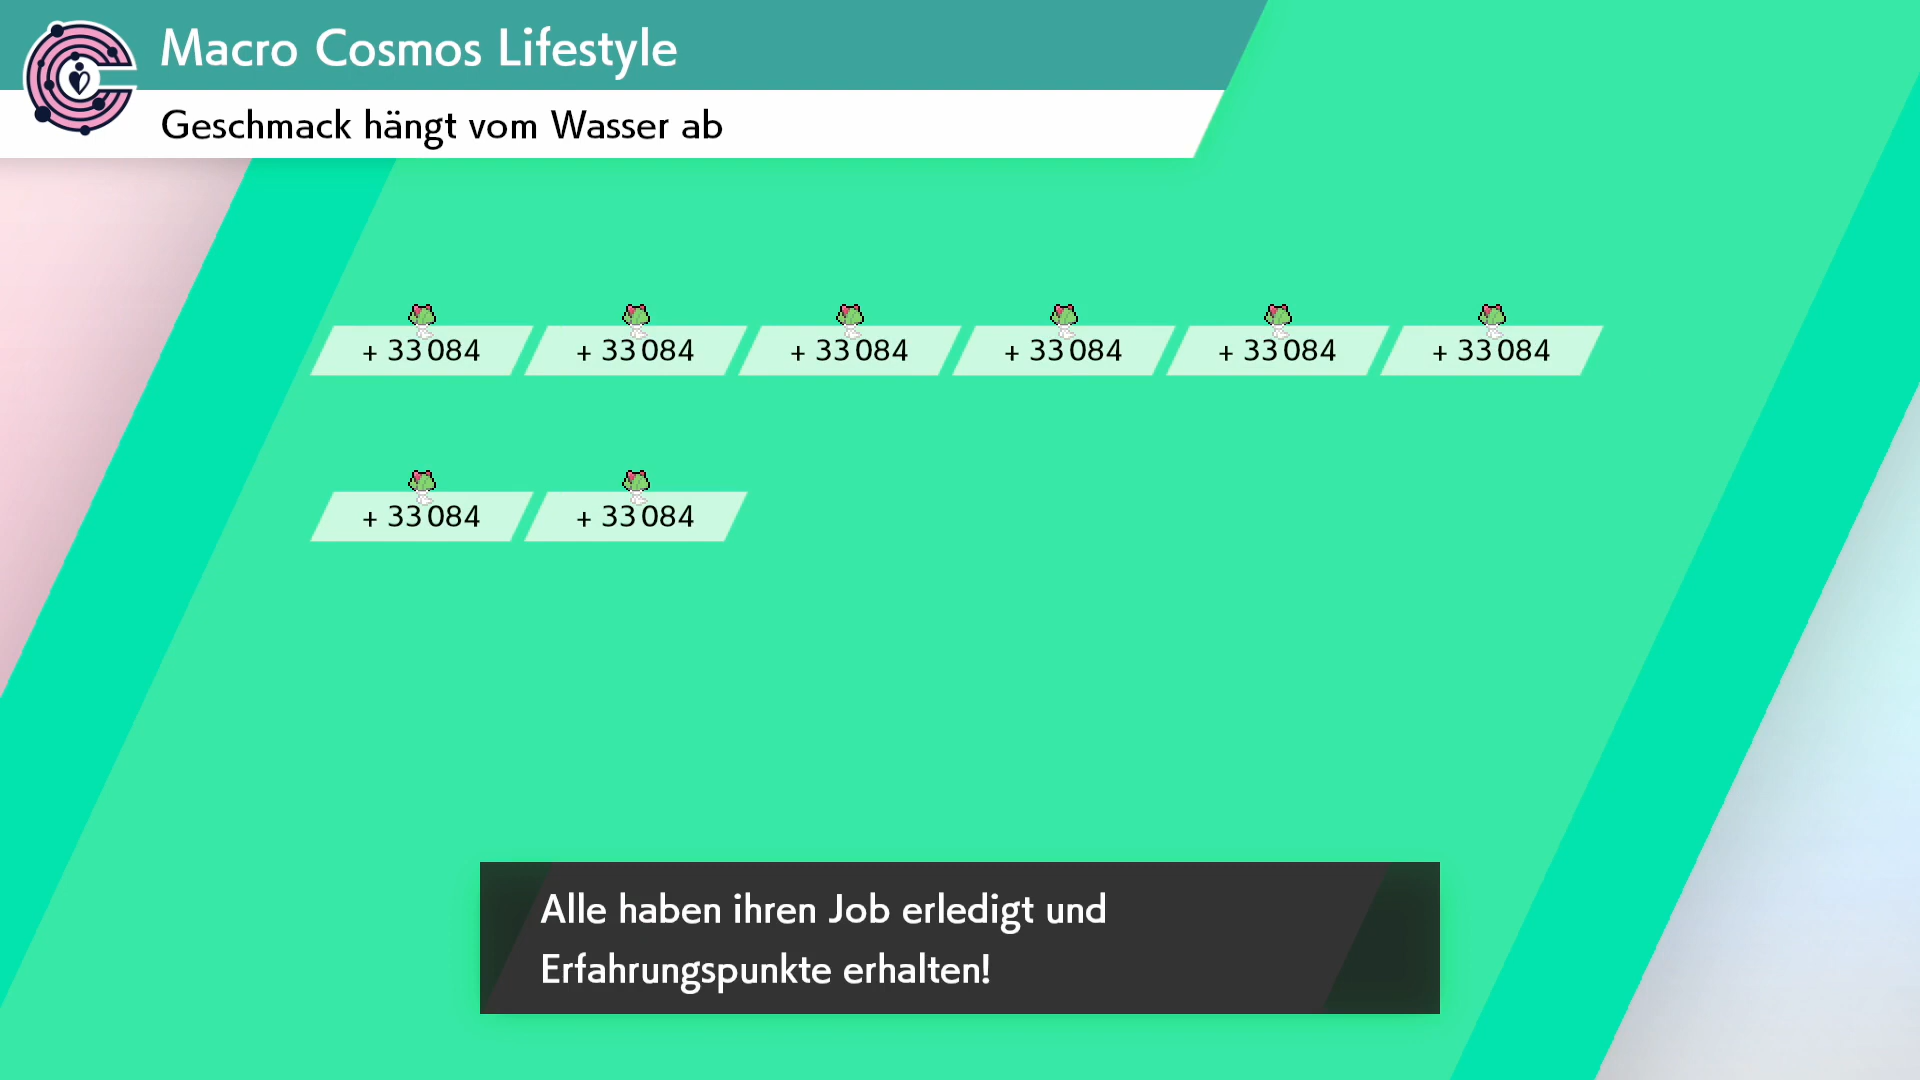 Macro Cosmos Lifestyle
Geschmack hängt vom Wasser ab
+ 33 084 + 33 084 + 33 084 + 33 084 + 33 084 + 33 084
+ 33 084 + 33 084
Alle haben ihren Job erledigt und
Erfahrungspunkte erhalten!